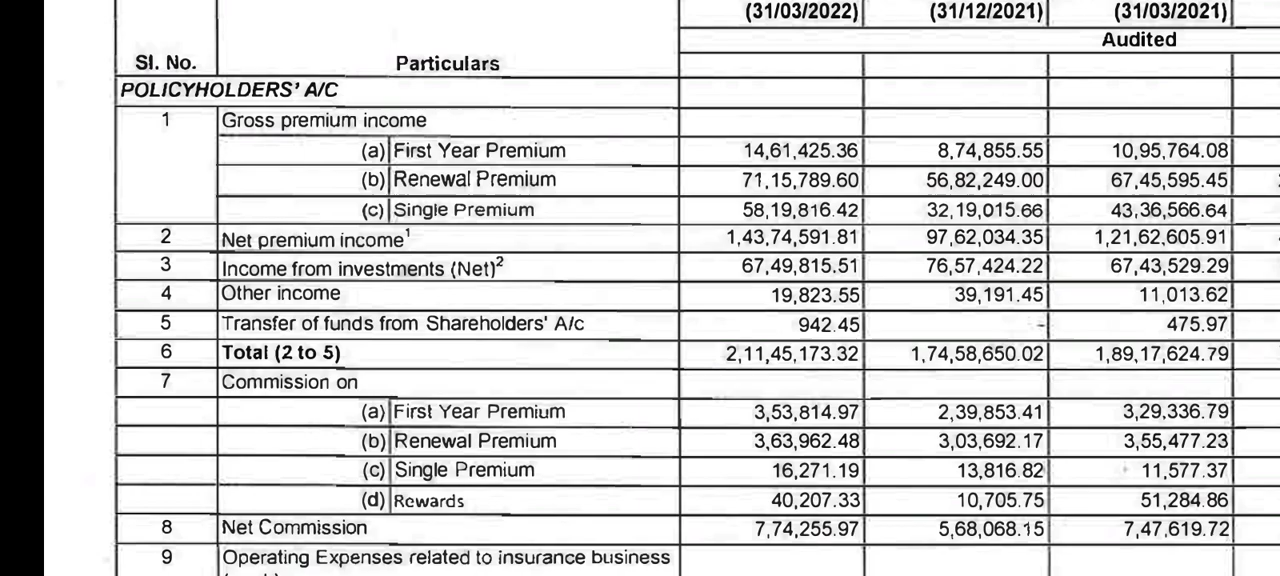 (31/03/2022) (31/12/2021) (31/03/2021)
Audited
Sl. No. Particulars
POLICYHOLDERS' A/C
1 Gross premium income
(a) First Year Premium 14,61,425.36 8,74,855.55 10,95,764.08
(b) Renewal Premium 71,15,789.60 56,82,249.00 67,45,595.45
(c) Single Premium 58,19,816.42 32,19,015.66 43,36,566.64
2 Net premium income¹ 1,43,74,591.81 97,62,034.35 1,21,62,605.91
3 Income from investments (Net)² 67,49,815.51 76,57,424.22 67,43,529.29
4 Other income 19,823.55 39,191.45 11,013.62
5 Transfer of funds from Shareholders' A/c 942.45 - 475.97
6 Total (2 to 5) 2,11,45,173.32 1,74,58,650.02 1,89,17,624.79
7 Commission on
(a) First Year Premium 3,53,814.97 2,39,853.41 3,29,336.79
(b) Renewal Premium 3,63,962.48 3,03,692.17 3,55,477.23
(c) Single Premium 16,271.19 13,816.82 11,577.37
(d) Rewards 40,207.33 10,705.75 51,284.86
8 Net Commission 7,74,255.97 5,68,068.15 7,47,619.72
9 Operating Expenses related to insurance business